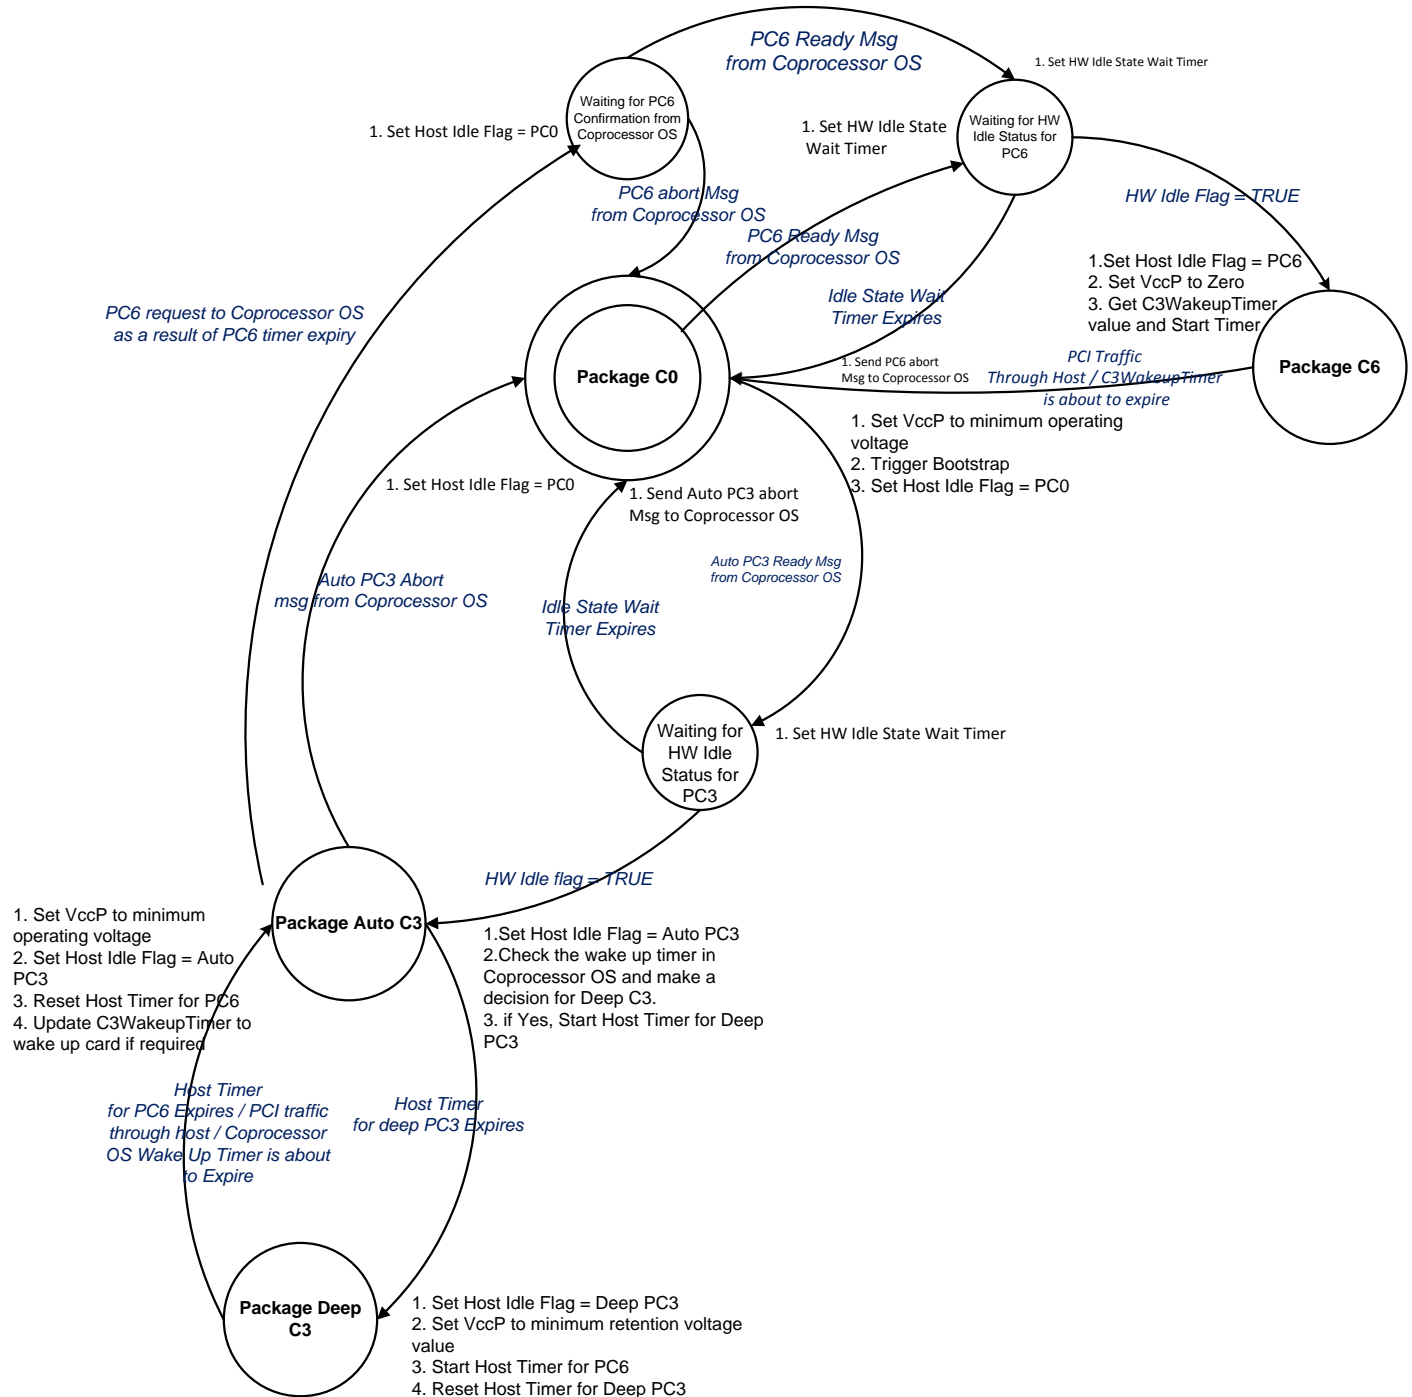 PC6 Ready Msg
from Coprocessor OS
1. Set HW Idle State Wait Timer
Waiting for PC6
Confirmation from
Coprocessor OS
1. Set Host Idle Flag = PC0
1. Set HW Idle State
Wait Timer
Waiting for HW
Idle Status for
PC6
PC6 abort Msg
from Coprocessor OS
HW Idle Flag = TRUE
PC6 Ready Msg
from Coprocessor OS
1.Set Host Idle Flag = PC6
2. Set VccP to Zero
3. Get C3WakeupTimer
value and Start Timer
Idle State Wait
Timer Expires
PC6 request to Coprocessor OS
as a result of PC6 timer expiry
Package C0
1. Send PC6 abort
Msg to Coprocessor OS
PCI Traffic
Through Host / C3WakeupTimer
is about to expire
Package C6
1. Set VccP to minimum operating
voltage
2. Trigger Bootstrap
3. Set Host Idle Flag = PC0
1. Set Host Idle Flag = PC0
1. Send Auto PC3 abort
Msg to Coprocessor OS
Auto PC3 Ready Msg
from Coprocessor OS
Auto PC3 Abort
msg from Coprocessor OS
Idle State Wait
Timer Expires
Waiting for
HW Idle
Status for
PC3
1. Set HW Idle State Wait Timer
HW Idle flag = TRUE
Package Auto C3
1. Set VccP to minimum
operating voltage
2. Set Host Idle Flag = Auto
PC3
3. Reset Host Timer for PC6
4. Update C3WakeupTimer to
wake up card if required
1.Set Host Idle Flag = Auto PC3
2.Check the wake up timer in
Coprocessor OS and make a
decision for Deep C3.
3. if Yes, Start Host Timer for Deep
PC3
Host Timer
for PC6 Expires / PCI traffic
through host / Coprocessor
OS Wake Up Timer is about
to Expire
Host Timer
for deep PC3 Expires
Package Deep
C3
1. Set Host Idle Flag = Deep PC3
2. Set VccP to minimum retention voltage
value
3. Start Host Timer for PC6
4. Reset Host Timer for Deep PC3